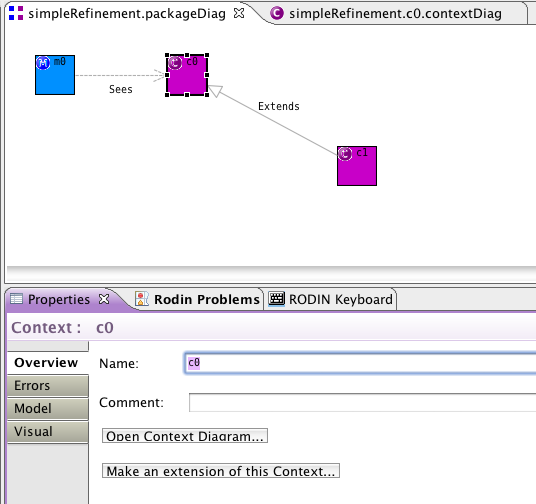 simpleRefinement.packageDiag
simpleRefinement.c0.contextDiag
M m0
C c0
Sees
Extends
C c1
Properties
Rodin Problems
RODIN Keyboard
Context : c0
Overview
Name: c0
Errors
Comment:
Model
Visual
Open Context Diagram...
Make an extension of this Context...